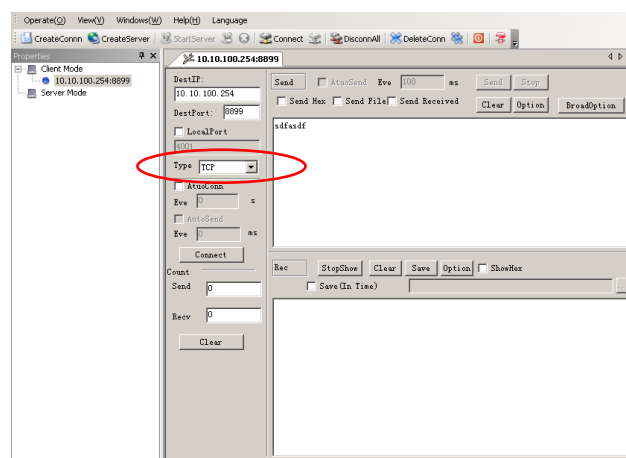 Operate(O) View(V) Windows(W) Help(H) Language
CreateConnn CreateServer StartServer Connect DisconnAll DeleteConn
Properties
Client Mode
10.10.100.254:8899
Server Mode
10.10.100.254:8899
DestIP:
10.10.100.254
DestPort: 8899
LocalPort
4001
Type TCP
AtuoConn
Eve 0 s
AutoSend
Eve 0 ms
Connect
Count
Send 0
Recv 0
Clear
Send AtuoSend Eve 100 ms Send Stop
Send Hex Send File Send Received Clear Option BroadOption
sdfasdf
Rec StopShow Clear Save Option ShowHex
Save(In Time) ..